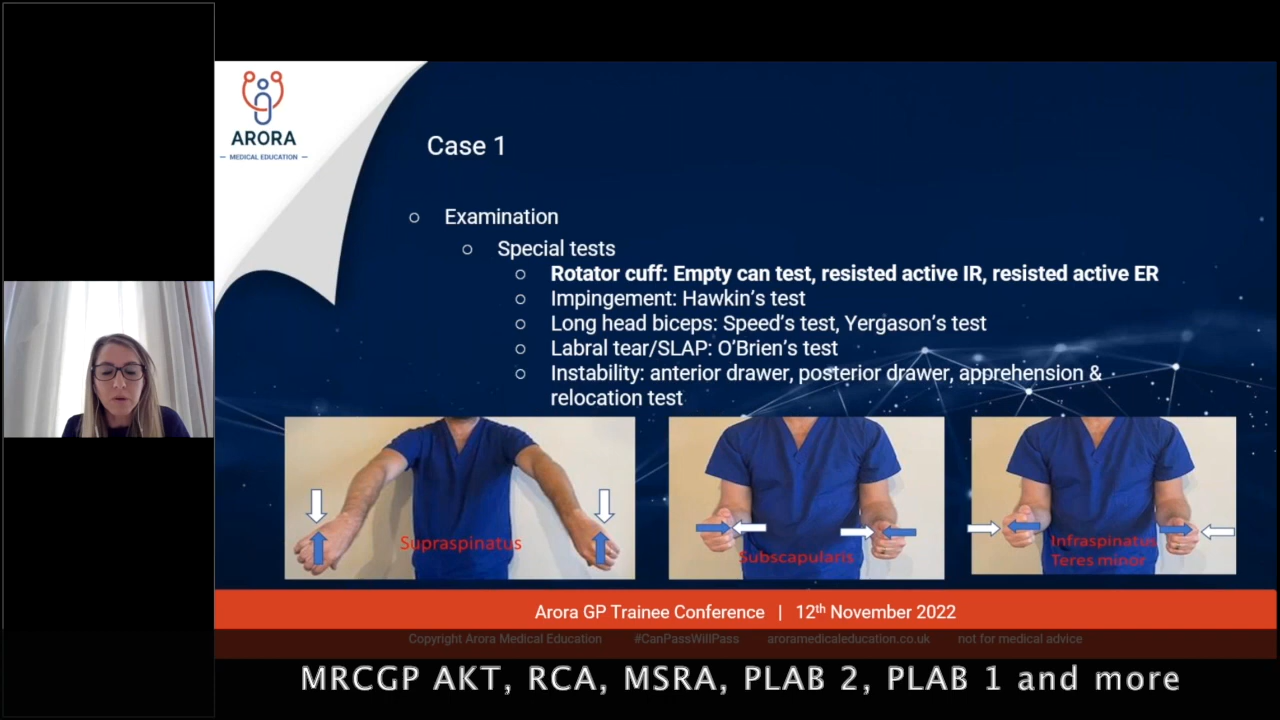 ARORA
MEDICAL EDUCATION
Case 1
Examination
Special tests
Rotator cuff: Empty can test, resisted active IR, resisted active ER
Impingement: Hawkin's test
Long head biceps: Speed's test, Yergason's test
Labral tear/SLAP: O'Brien's test
Instability: anterior drawer, posterior drawer, apprehension &
relocation test
Supraspinatus
Subscapularis
Infraspinatus
Teres minor
Arora GP Trainee Conference | 12th November 2022
Copyright Arora Medical Education #CanPassWillPass aroramedicaleducation.co.uk not for medical advice
MRCGP AKT, RCA, MSRA, PLAB 2, PLAB 1 and more